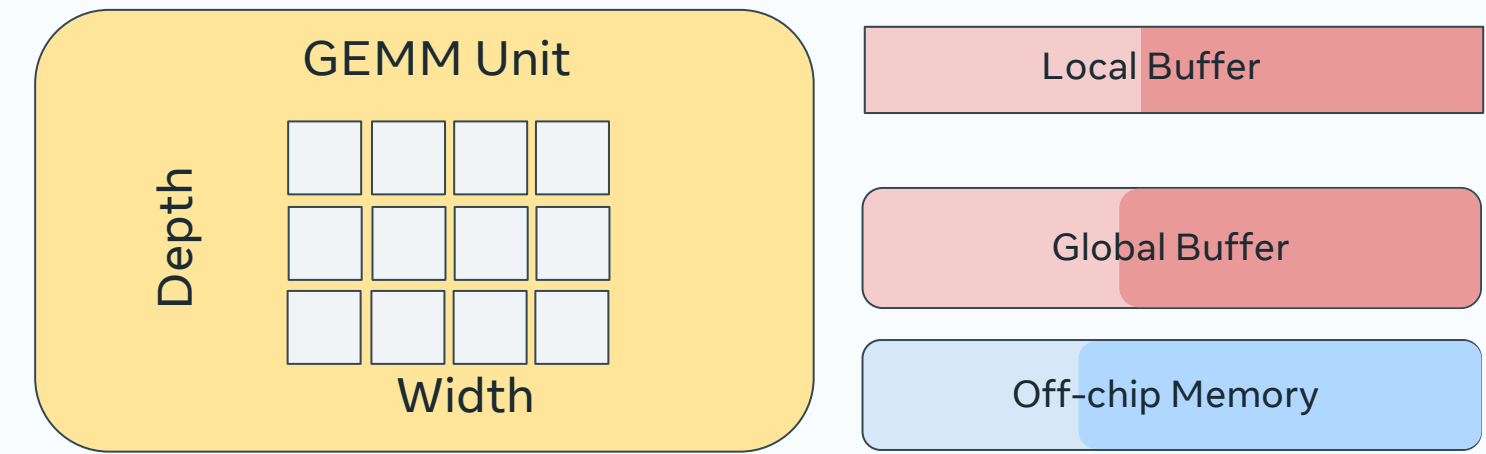 GEMM Unit
Depth
Width
Local Buffer
Global Buffer
Off-chip Memory